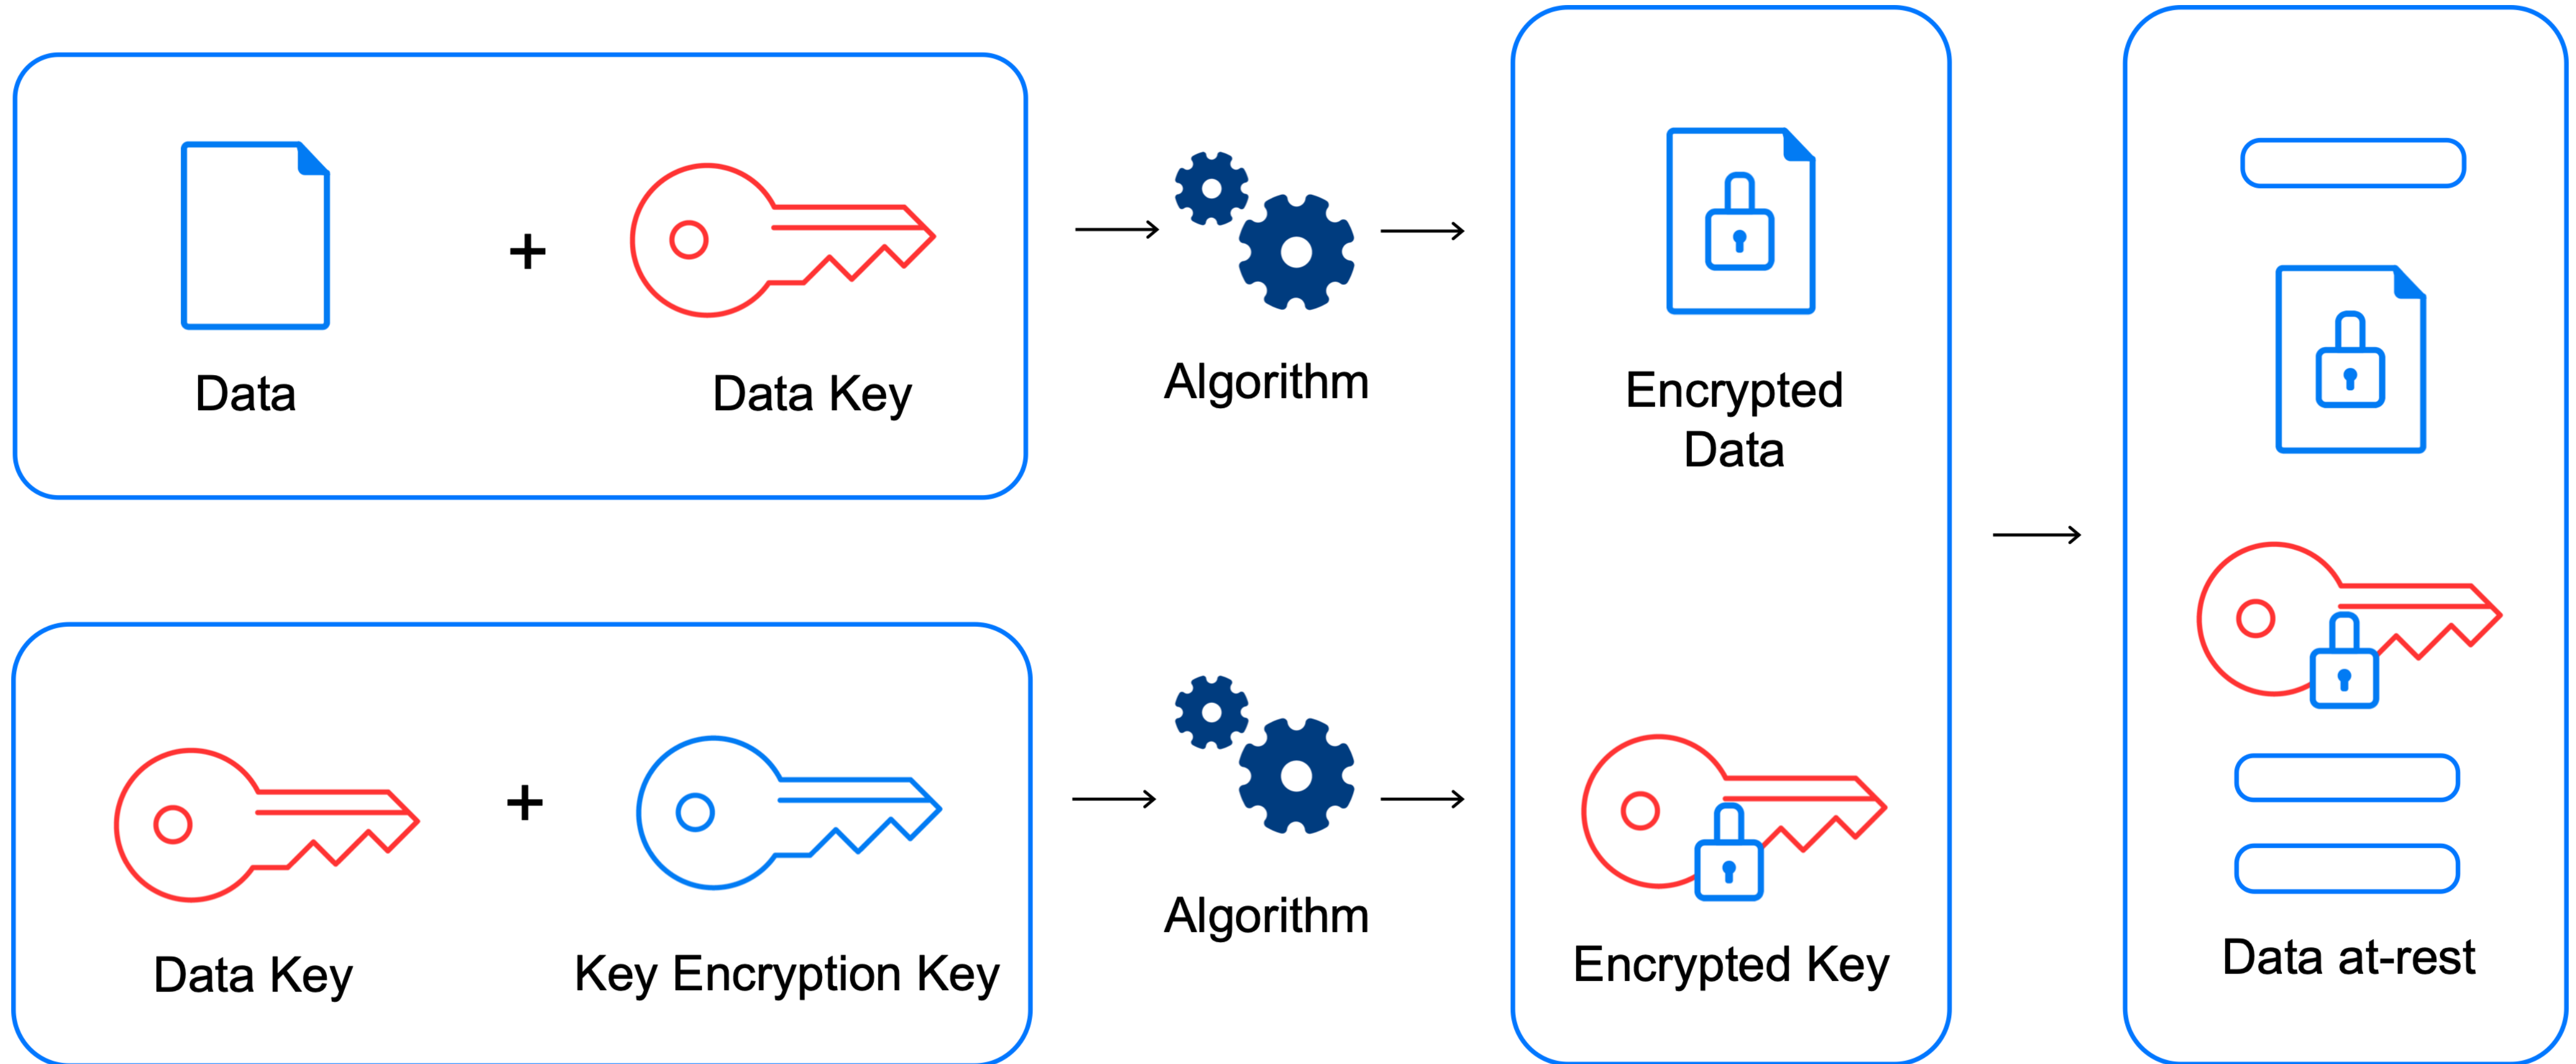 Data
+
Data Key
Algorithm
Encrypted
Data
Data Key
+
Key Encryption Key
Algorithm
Encrypted Key
Data at-rest